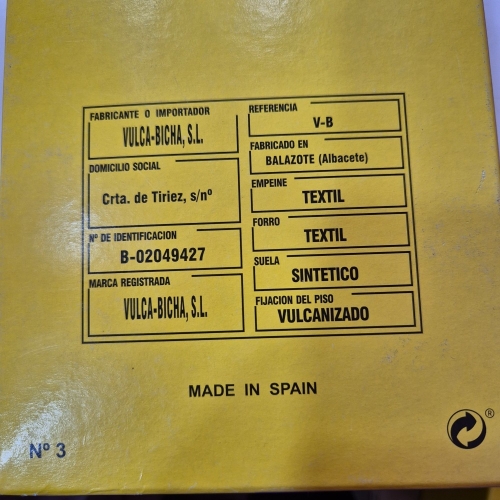 FABRICANTE O IMPORTADOR
VULCA-BICHA, S.L.
DOMICILIO SOCIAL
Crta. de Tiriez, s/nº
Nº DE IDENTIFICACION
B-02049427
MARCA REGISTRADA
VULCA-BICHA, S.L.
REFERENCIA
V-B
FABRICADO EN
BALAZOTE (Albacete)
EMPEINE
TEXTIL
FORRO
TEXTIL
SUELA
SINTETICO
FIJACION DEL PISO
VULCANIZADO
MADE IN SPAIN
Nº 3
®